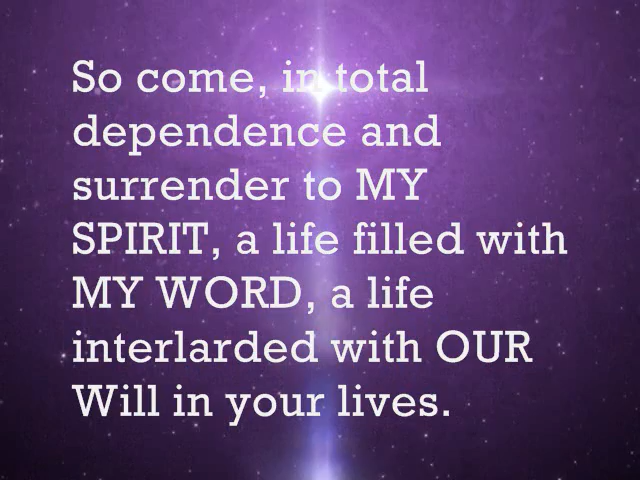 So come, in total
dependence and
surrender to MY
SPIRIT, a life filled with
MY WORD, a life
interlarded with OUR
Will in your lives.